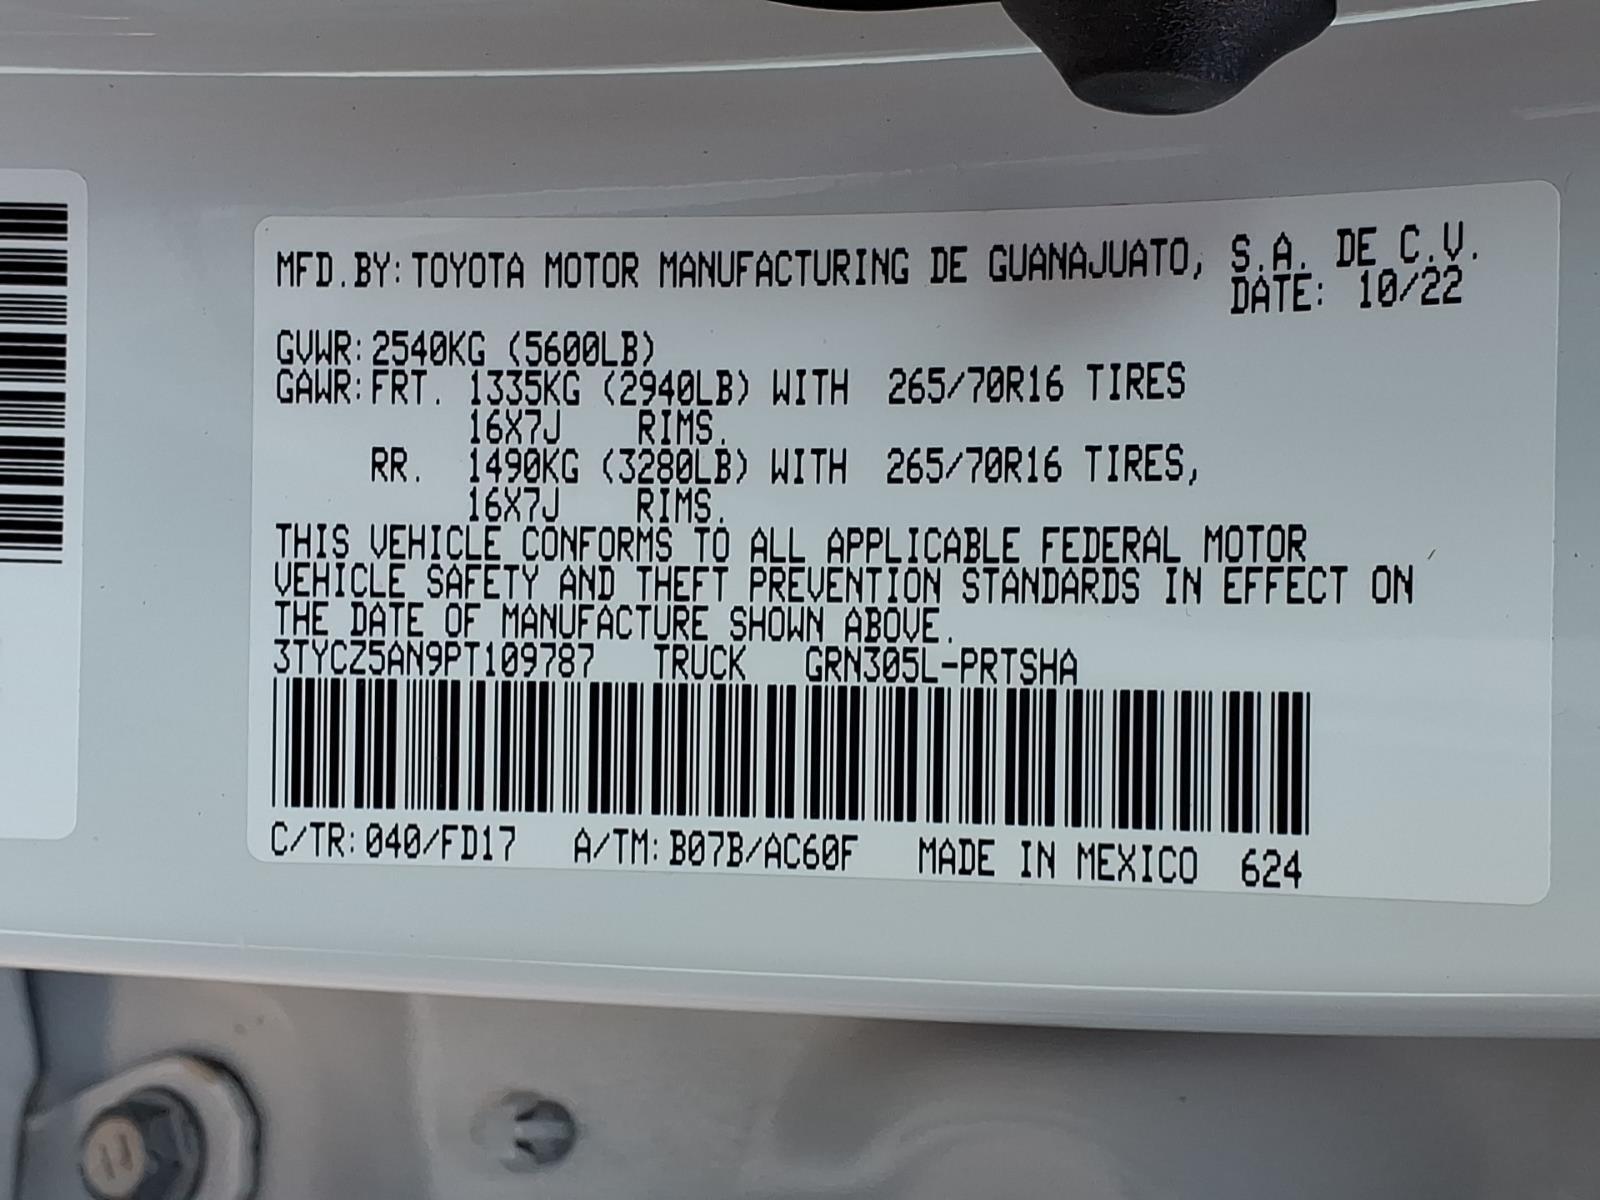 MFD.BY: TOYOTA MOTOR MANUFACTURING DE GUANAJUATO, S.A. DE C.V.
DATE: 10/22
GVWR: 2540KG (5600LB)
GAWR: FRT. 1335KG (2940LB) WITH 265/70R16 TIRES
16X7J RIMS.
RR. 1490KG (3280LB) WITH 265/70R16 TIRES,
16X7J RIMS.
THIS VEHICLE CONFORMS TO ALL APPLICABLE FEDERAL MOTOR
VEHICLE SAFETY AND THEFT PREVENTION STANDARDS IN EFFECT ON
THE DATE OF MANUFACTURE SHOWN ABOVE.
3TYCZ5AN9PT109787 TRUCK GRN305L-PRTSHA
C/TR: 040/FD17 A/TM: B07B/AC60F MADE IN MEXICO 624